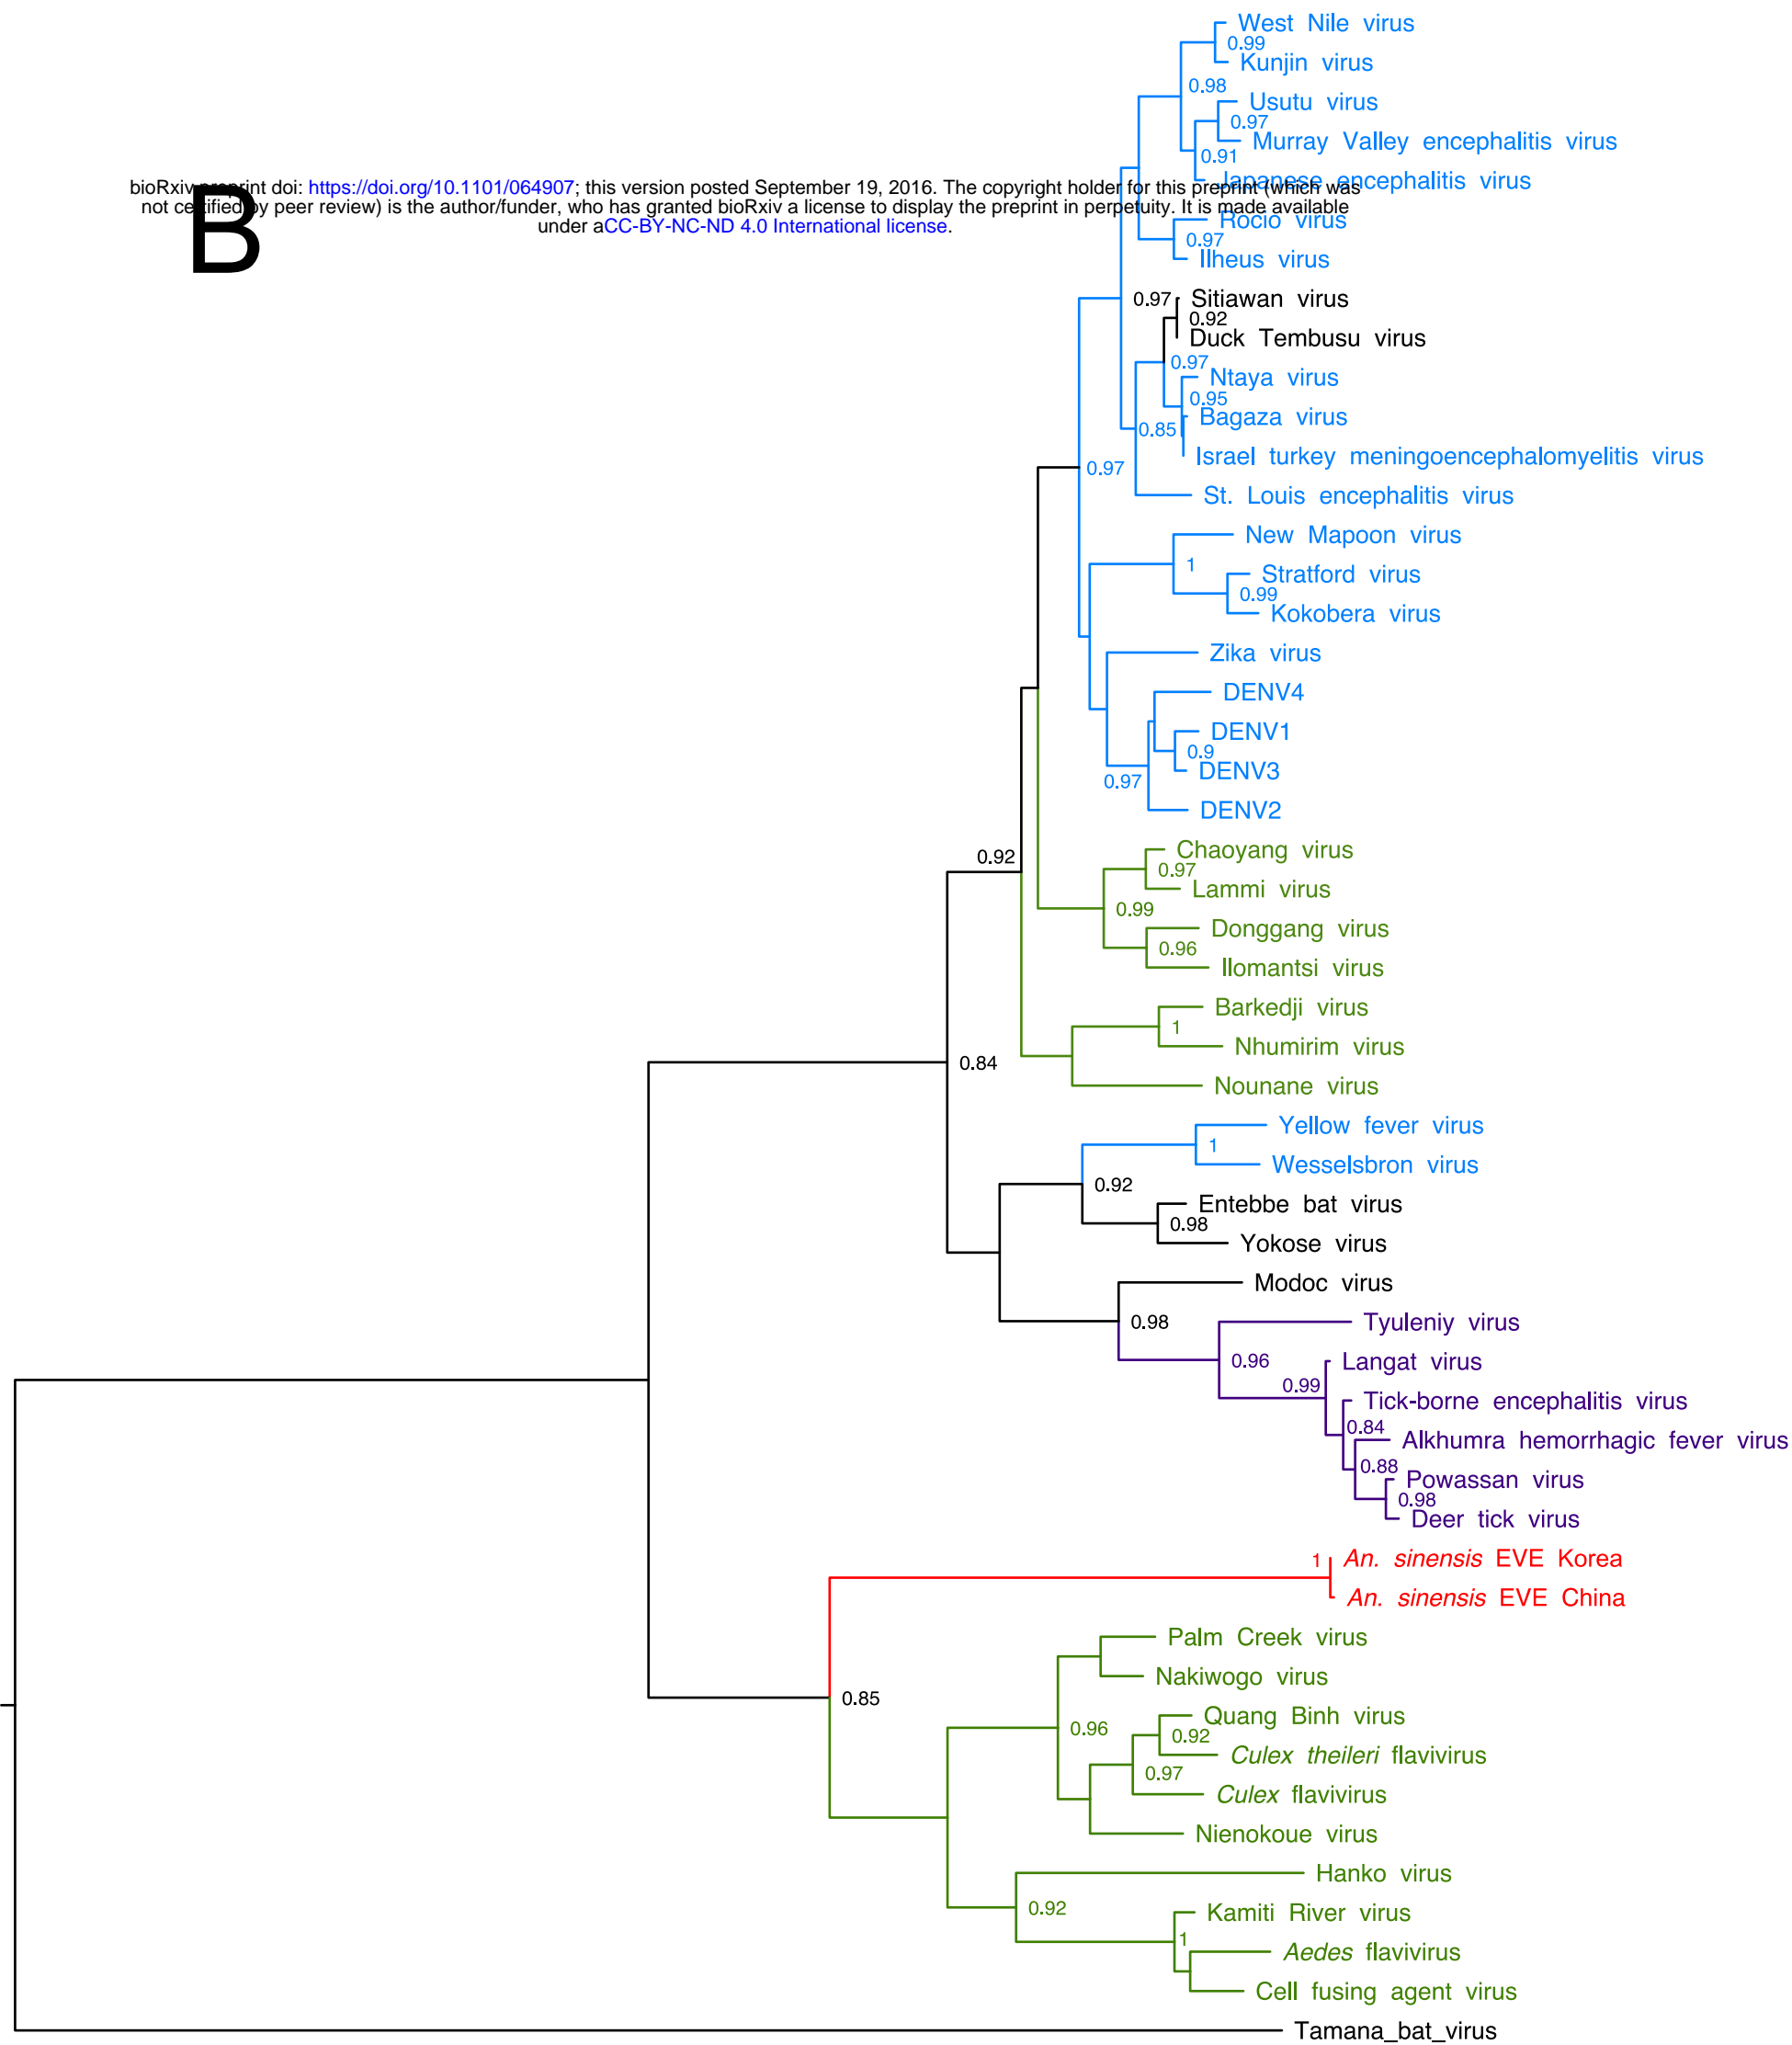 West Nile virus
0.99
Kunjin virus
0.98
Usutu virus
0.97
Murray Valley encephalitis virus
0.91
Japanese encephalitis virus
bioRxiv preprint doi: https://doi.org/10.1101/064907; this version posted September 19, 2016. The copyright holder for this preprint (which was
not certified by peer review) is the author/funder, who has granted bioRxiv a license to display the preprint in perpetuity. It is made available
under aCC-BY-NC-ND 4.0 International license.
B
Rocio virus
0.97
Ilheus virus
0.97
Sitiawan virus
0.92
Duck Tembusu virus
0.97
Ntaya virus
0.95
Bagaza virus
0.85
Israel turkey meningoencephalomyelitis virus
0.97
St. Louis encephalitis virus
New Mapoon virus
1
Stratford virus
0.99
Kokobera virus
Zika virus
DENV4
DENV1
0.9
DENV3
0.97
DENV2
Chaoyang virus
0.92
0.97
Lammi virus
0.99
Donggang virus
0.96
Ilomantsi virus
Barkedji virus
1
Nhumirim virus
0.84
Nounane virus
Yellow fever virus
1
Wesselsbron virus
0.92
Entebbe bat virus
0.98
Yokose virus
Modoc virus
0.98
Tyuleniy virus
0.96
Langat virus
0.99
Tick-borne encephalitis virus
0.84
Alkhumra hemorrhagic fever virus
0.88
Powassan virus
0.98
Deer tick virus
1
An. sinensis EVE Korea
An. sinensis EVE China
Palm Creek virus
Nakiwogo virus
0.85
Quang Binh virus
0.96
0.92
Culex theileri flavivirus
0.97
Culex flavivirus
Nienokoue virus
Hanko virus
0.92
Kamiti River virus
1
Aedes flavivirus
Cell fusing agent virus
Tamana_bat_virus